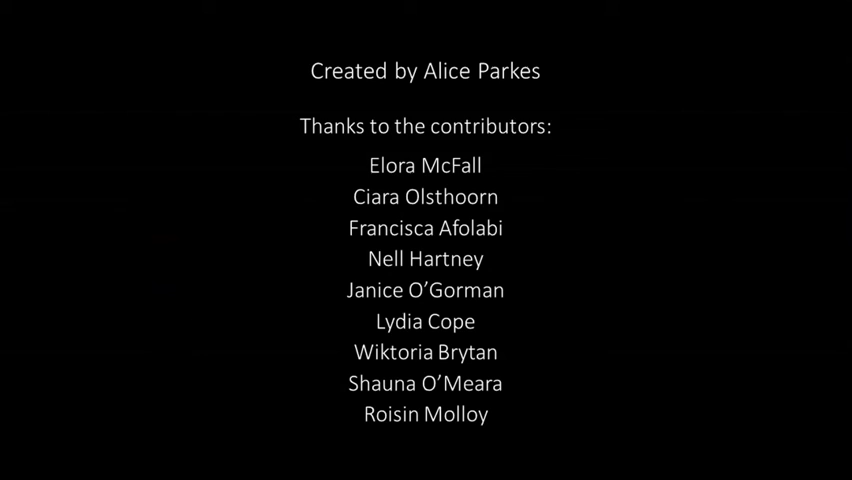 Created by Alice Parkes
Thanks to the contributors:
Elora McFall
Ciara Olsthoorn
Francisca Afolabi
Nell Hartney
Janice O’Gorman
Lydia Cope
Wiktoria Brytan
Shauna O’Meara
Roisin Molloy